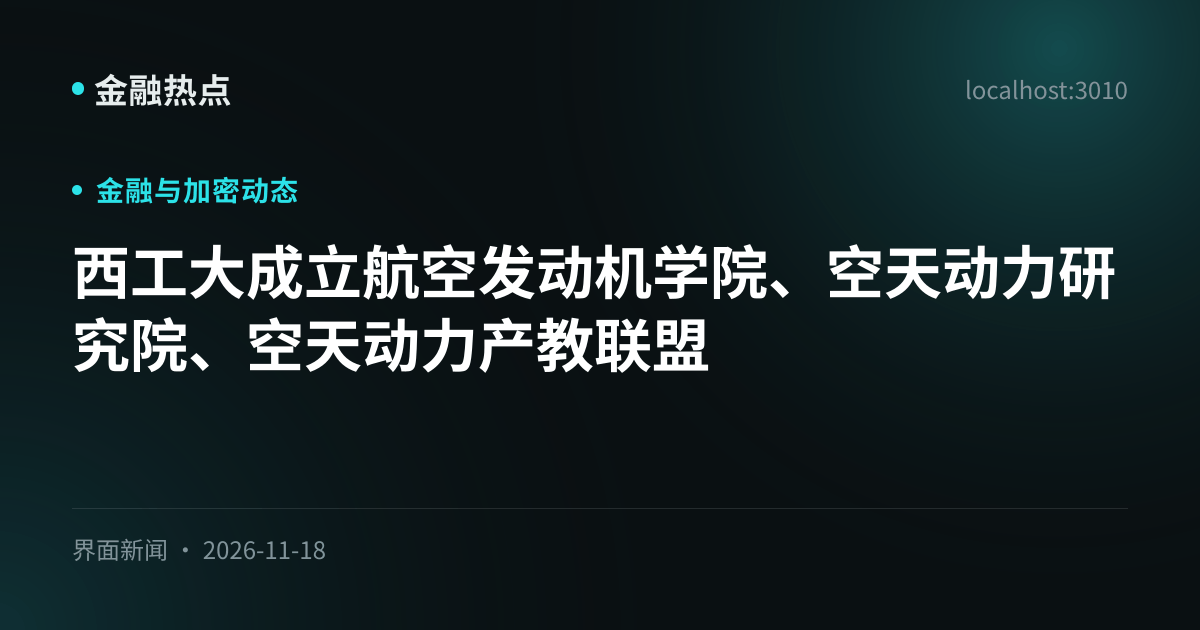 金融热点
localhost:3010
金融与加密动态
西工大成立航空发动机学院、空天动力研
究院、空天动力产教联盟
界面新闻 · 2026-11-18